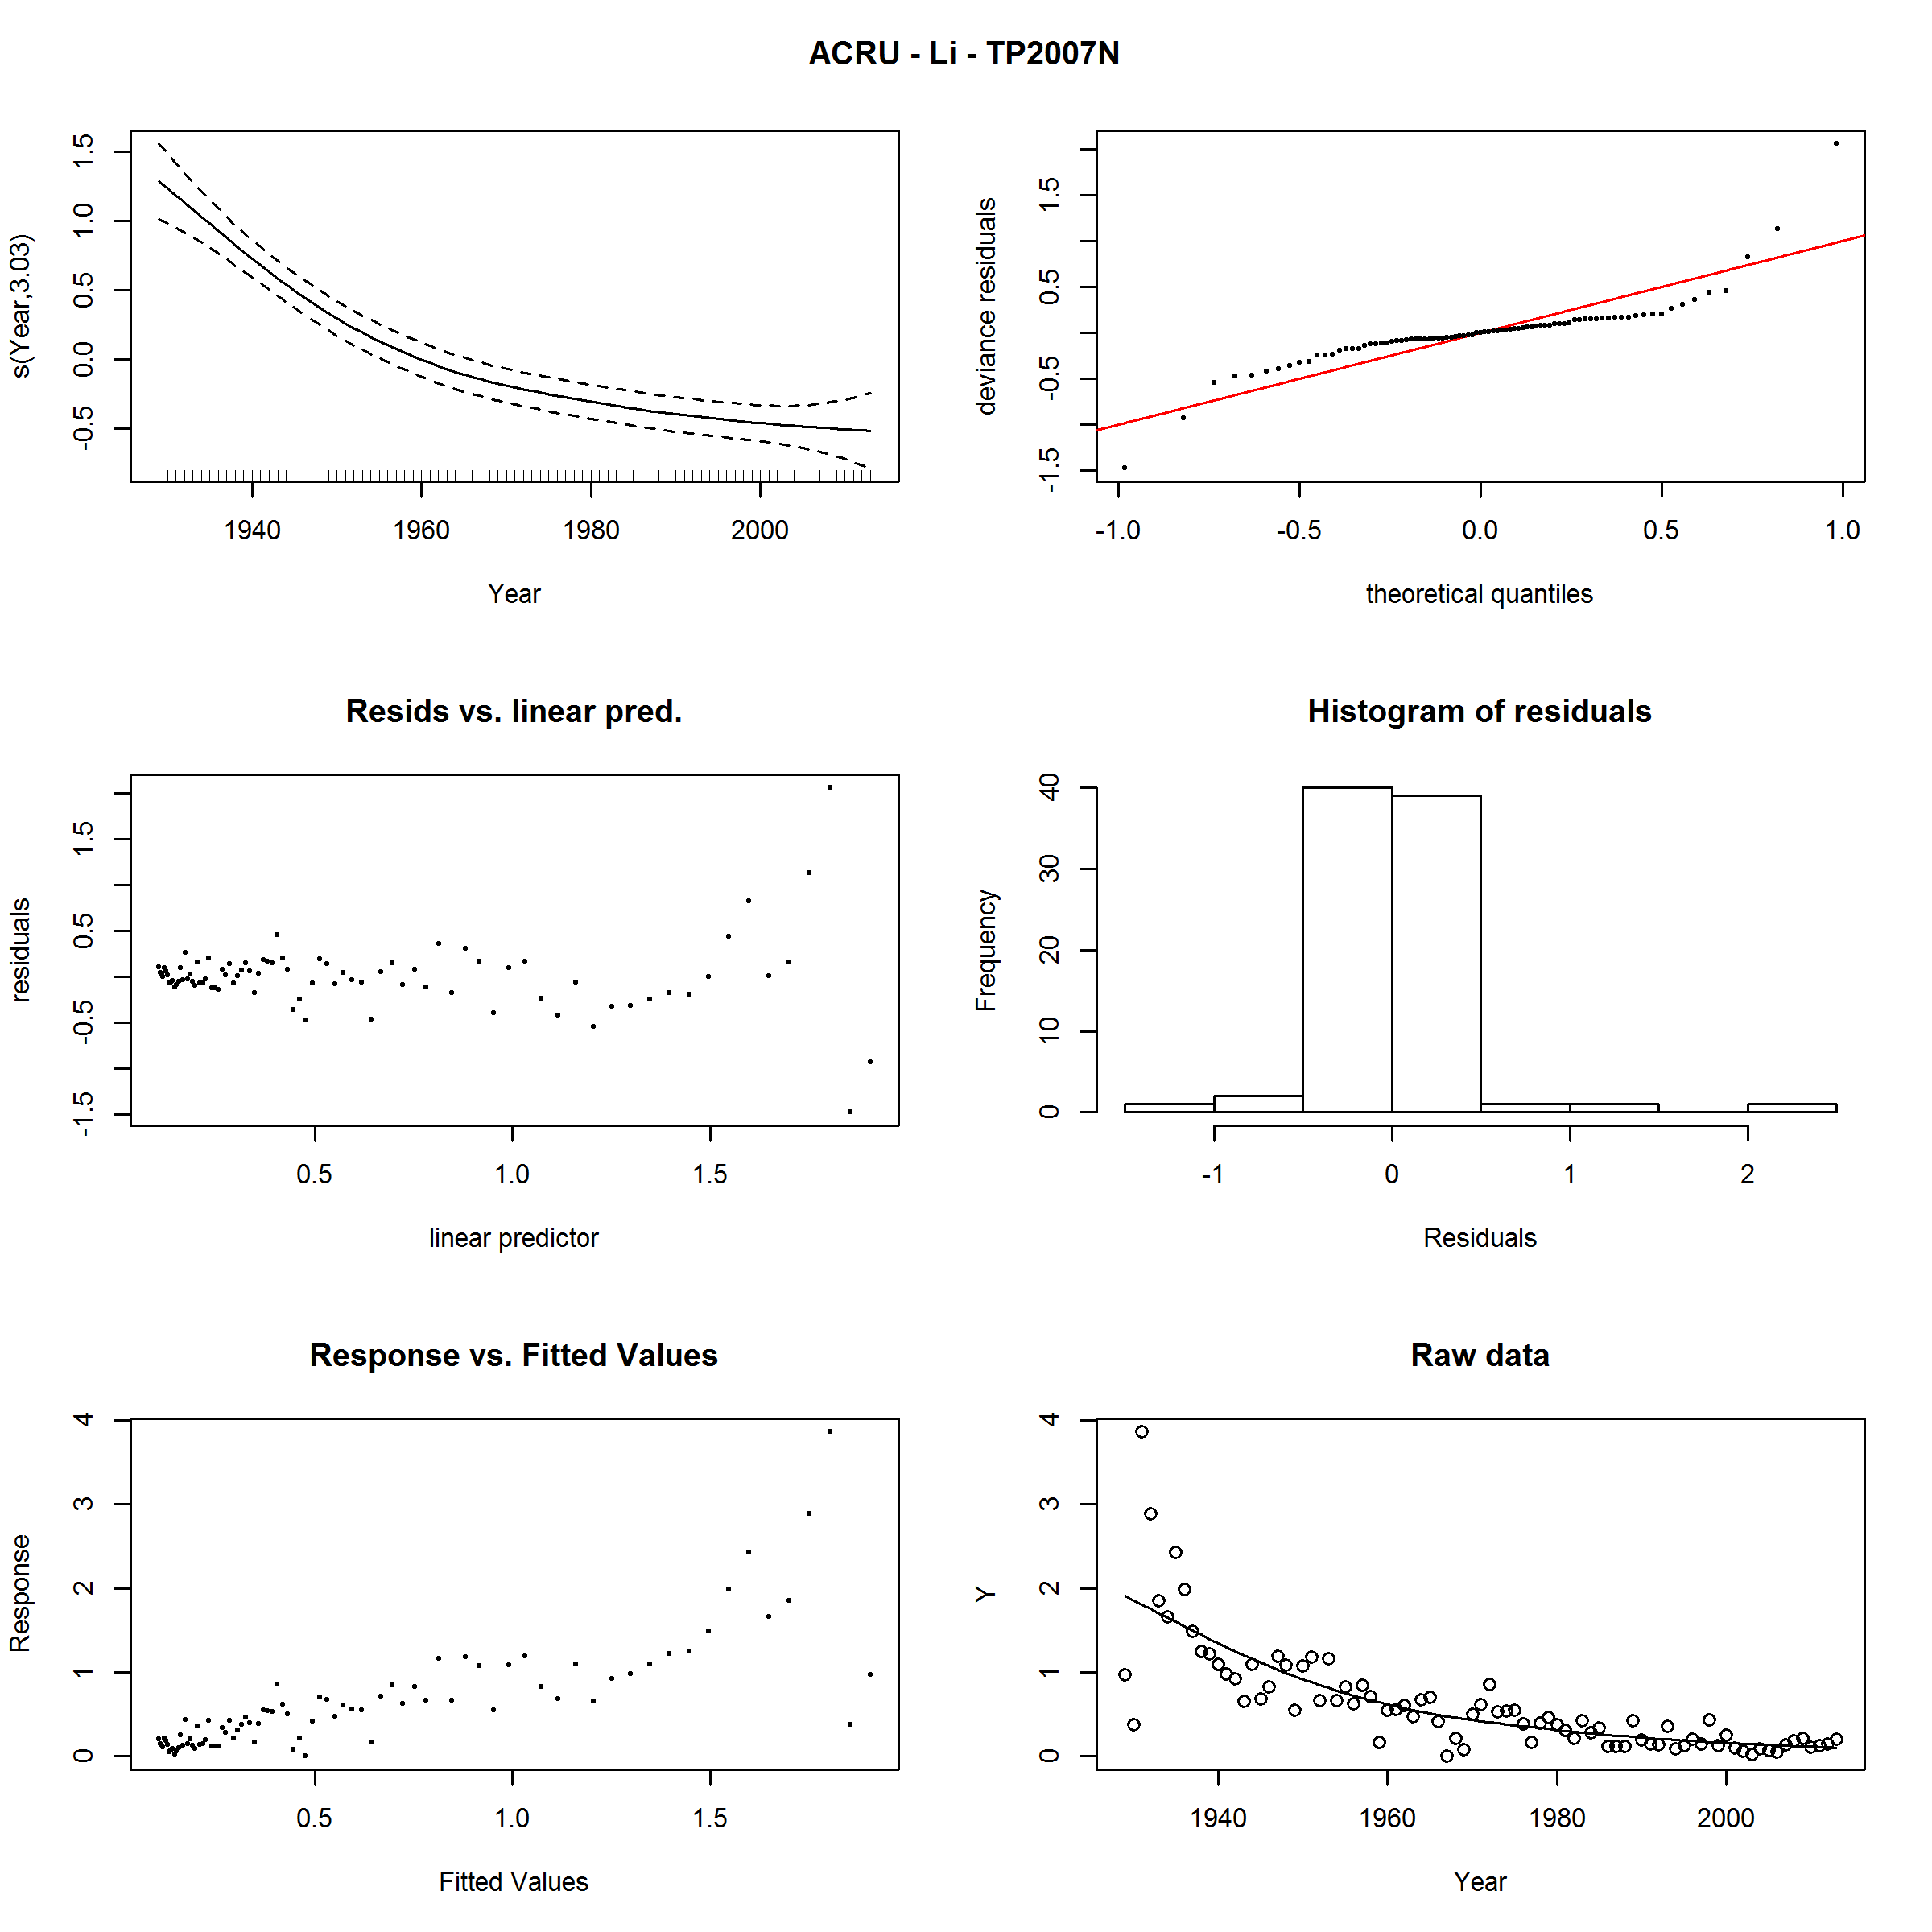 ACRU - Li - TP2007N
s(Year,3.03)
1.5
1.0
0.5
0.0
-0.5
1940 1960 1980 2000
Year
deviance residuals
1.5
0.5
-0.5
-1.5
-1.0 -0.5 0.0 0.5 1.0
theoretical quantiles
Resids vs. linear pred.
residuals
1.5
0.5
-0.5
-1.5
0.5 1.0 1.5
linear predictor
Histogram of residuals
Frequency
40
30
20
10
0
-1 0 1 2
Residuals
Response vs. Fitted Values
Response
4
3
2
1
0
0.5 1.0 1.5
Fitted Values
Raw data
Y
4
3
2
1
0
1940 1960 1980 2000
Year